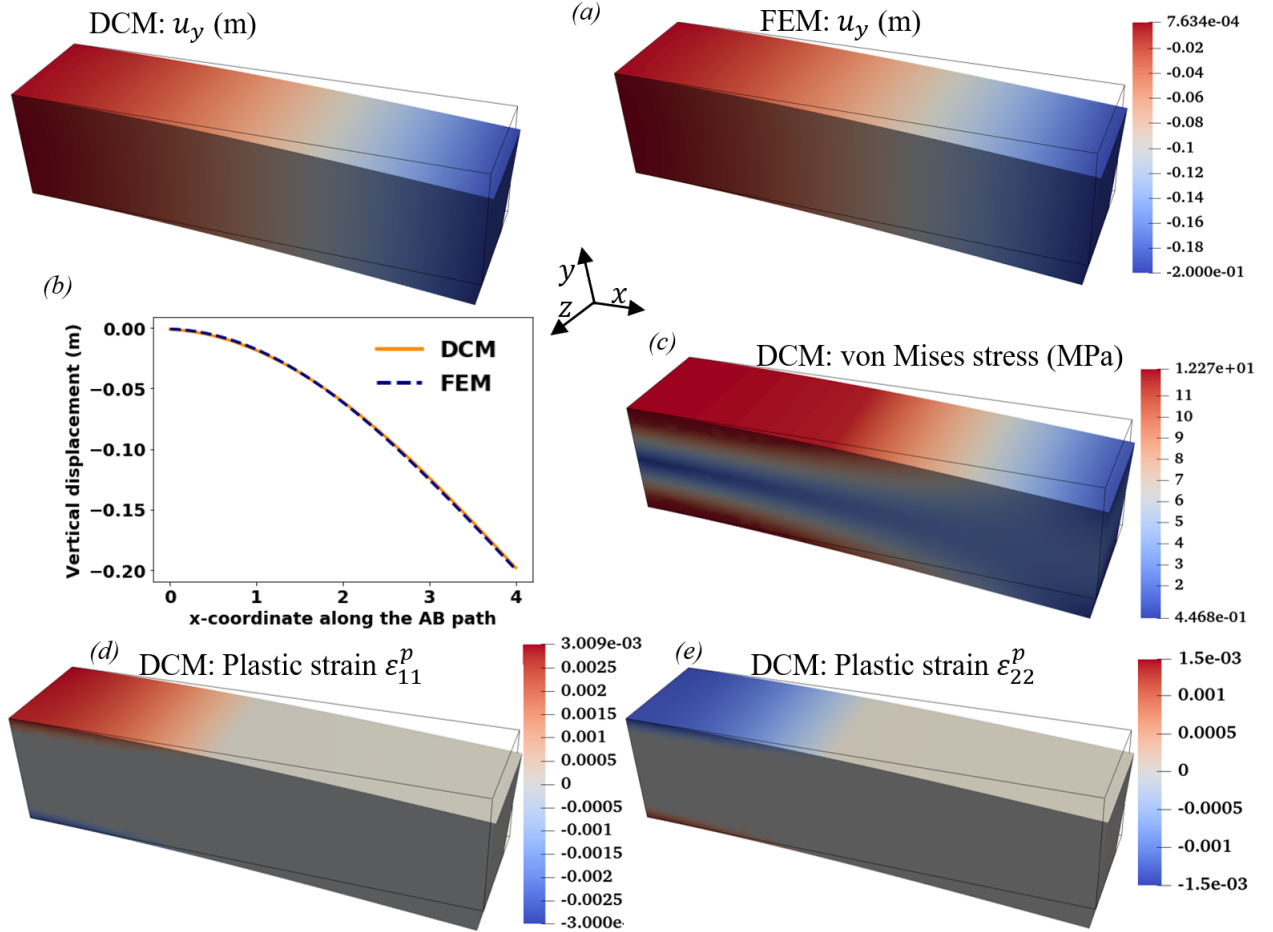 DCM: u_y (m)
(a)
FEM: u_y (m)
7.634e-04
-0.02
-0.04
-0.06
-0.08
-0.1
-0.12
-0.14
-0.16
-0.18
-2.000e-01
y
x
z
(b)
0.00
−0.05
−0.10
−0.15
−0.20
Vertical displacement (m)
DCM
FEM
0 1 2 3 4
x-coordinate along the AB path
(c)
DCM: von Mises stress (MPa)
1.227e+01
11
10
9
8
7
6
5
4
3
2
4.468e-01
(d)
DCM: Plastic strain ε^p_11
3.009e-03
0.0025
0.002
0.0015
0.001
0.0005
0
-0.0005
-0.001
-0.0015
-0.002
-0.0025
-3.000e-
(e)
DCM: Plastic strain ε^p_22
1.5e-03
0.001
0.0005
0
-0.0005
-0.001
-1.5e-03